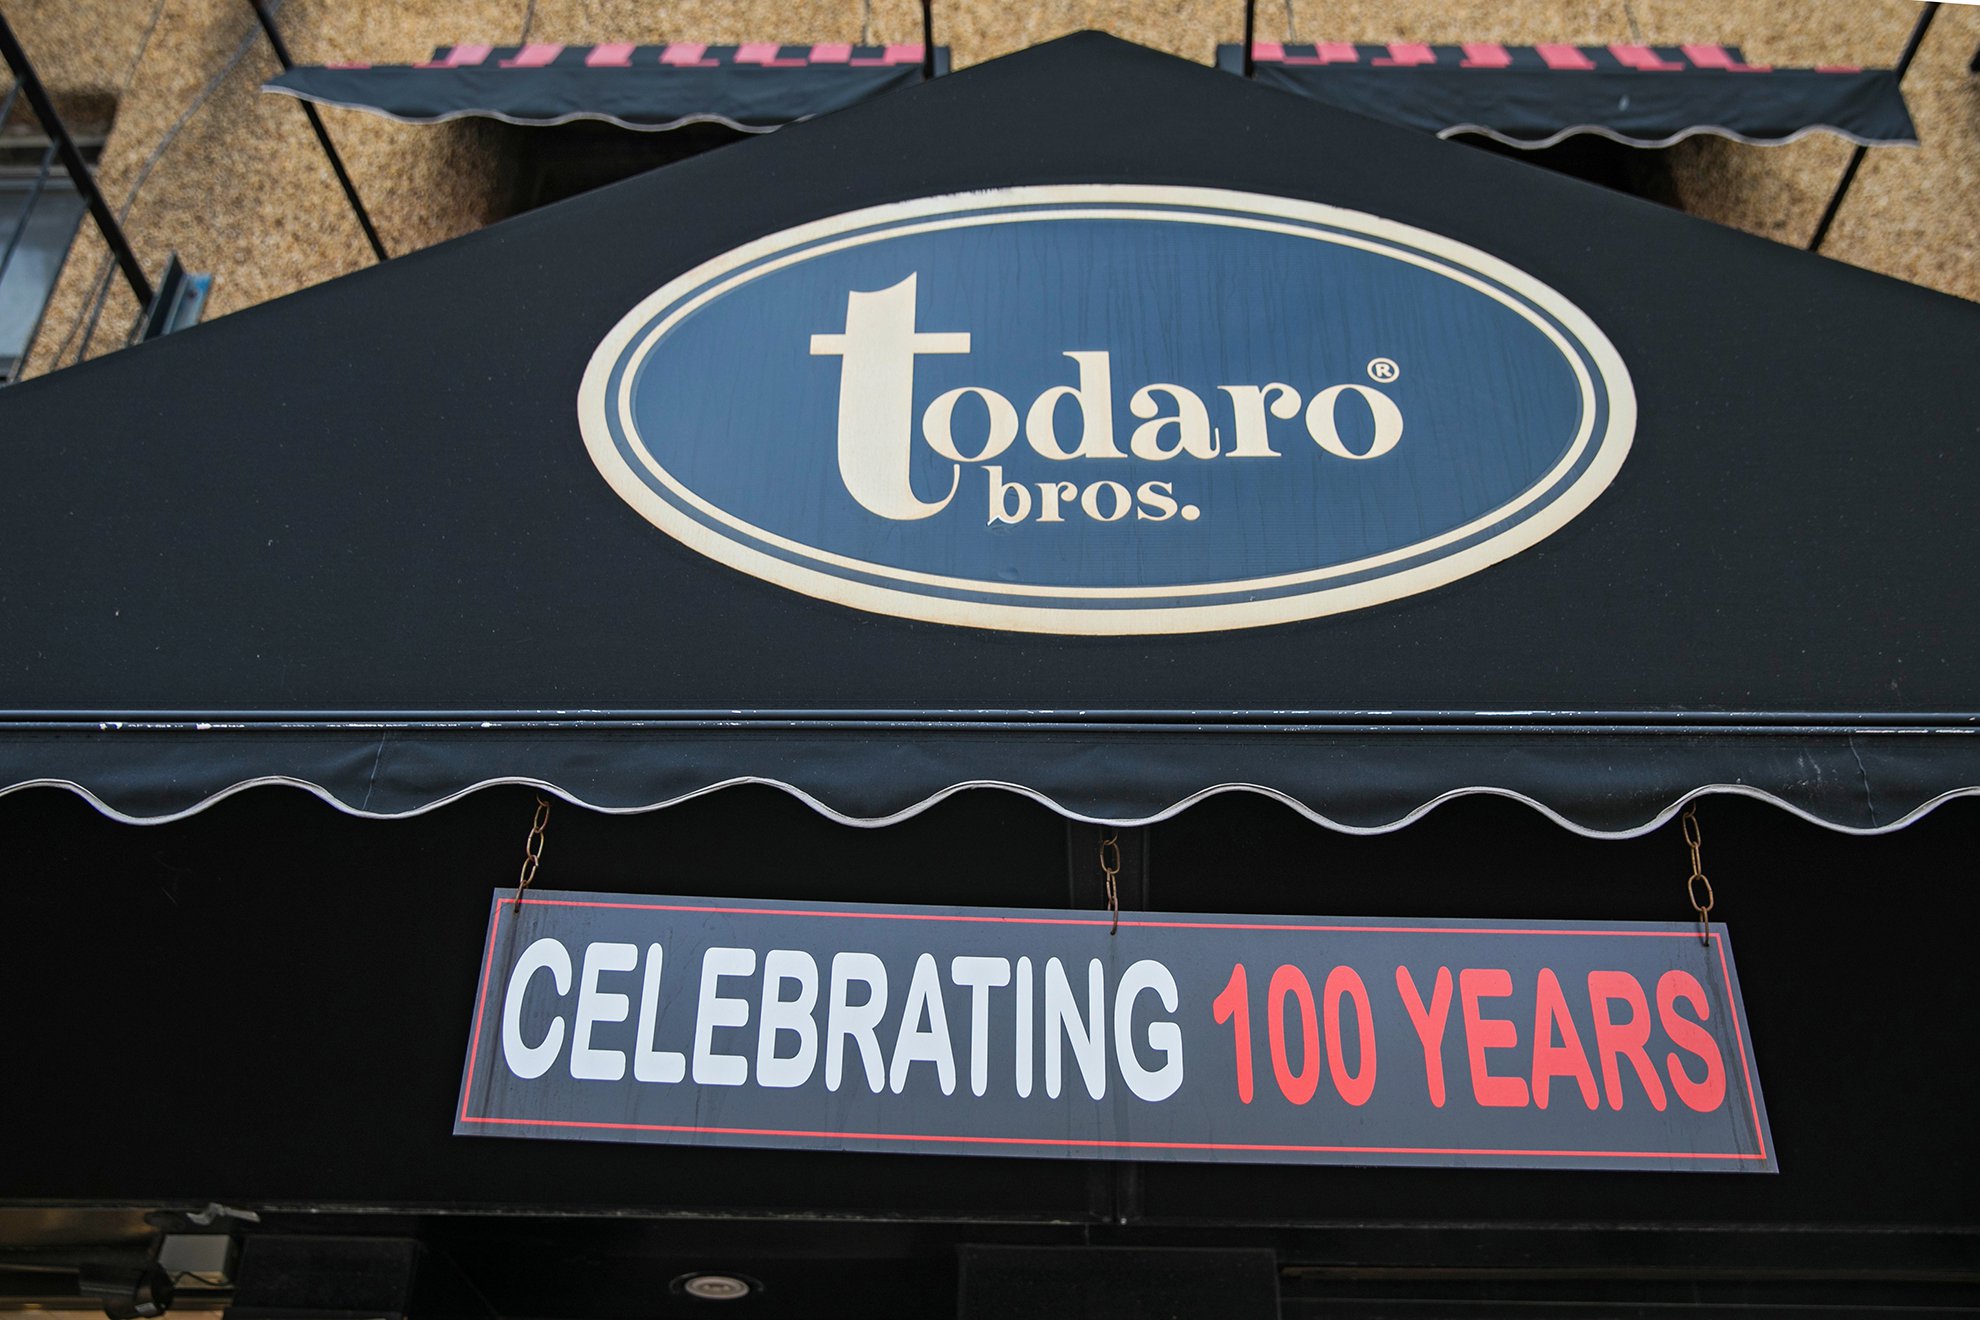 todaro®
bros.
CELEBRATING 100 YEARS